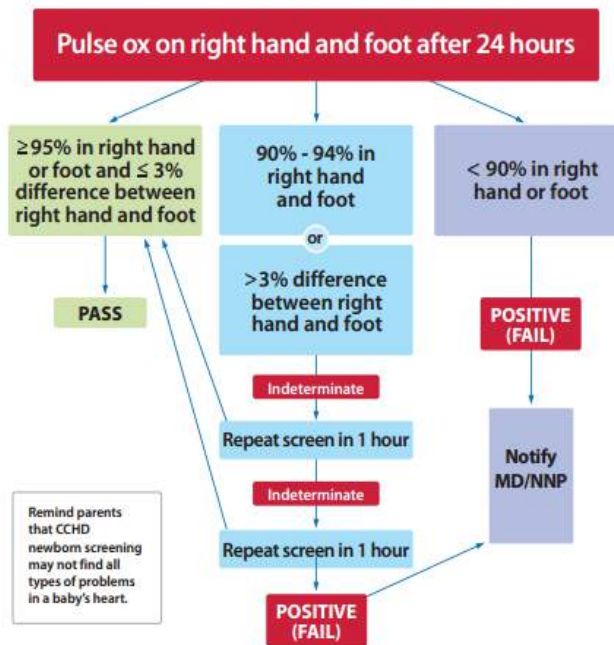 Pulse ox on right hand and foot after 24 hours
≥95% in right hand
or foot and ≤ 3%
difference between
right hand and foot
PASS
90% - 94% in
right hand
and foot
or
>3% difference
between right
hand and foot
Indeterminate
Repeat screen in 1 hour
Indeterminate
Repeat screen in 1 hour
POSITIVE
(FAIL)
< 90% in right
hand or foot
POSITIVE
(FAIL)
Notify
MD/NNP
Remind parents
that CCHD
newborn screening
may not find all
types of problems
in a baby's heart.